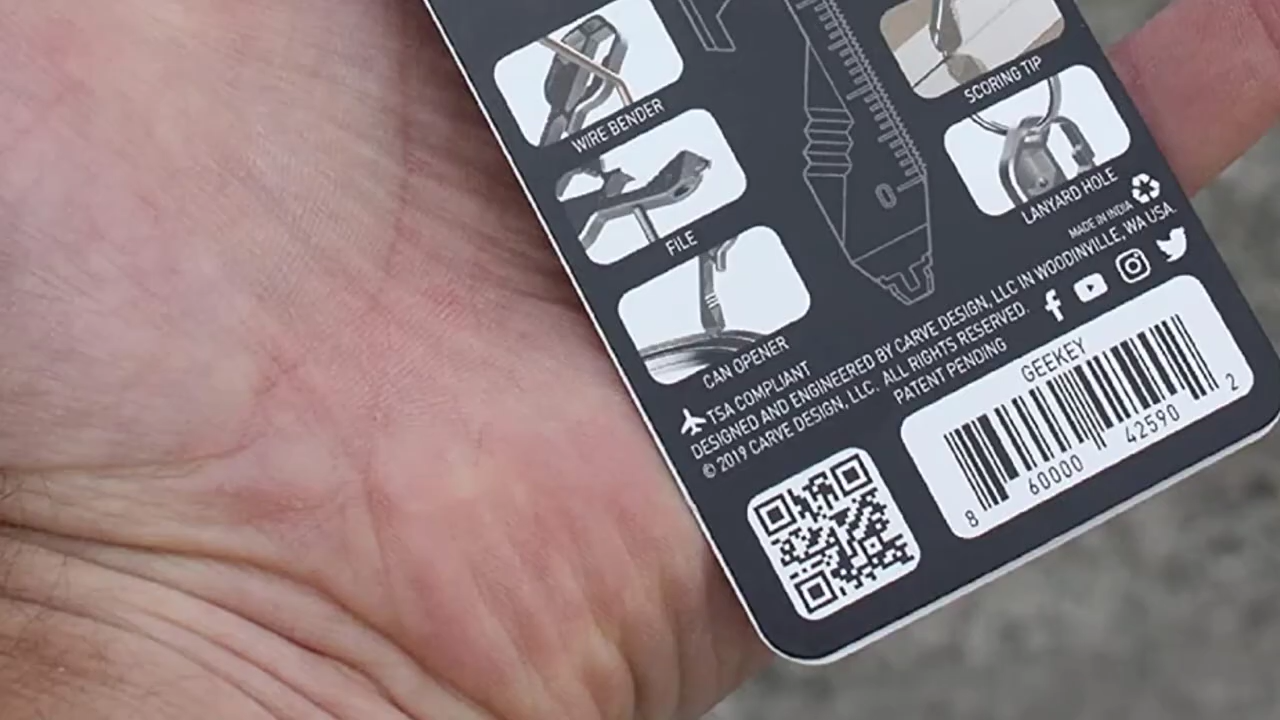 WIRE BENDER
FILE
CAN OPENER
SCORING TIP
LANYARD HOLE
0
MADE IN INDIA
TSA COMPLIANT
DESIGNED AND ENGINEERED BY CARVE DESIGN, LLC IN WOODINVILLE, WA USA.
© 2019 CARVE DESIGN, LLC. ALL RIGHTS RESERVED.
PATENT PENDING
GEEKEY
8 60000 42590 2